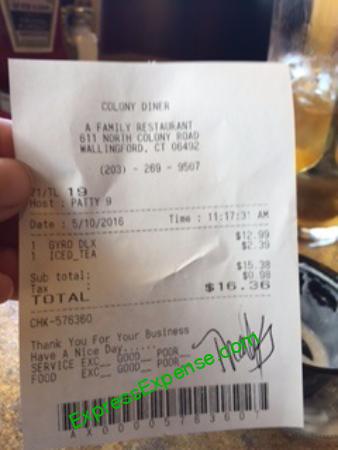 COLONY DINER
A FAMILY RESTAURANT
611 NORTH COLONY ROAD
WALLINGFORD, CT 06492
(203) - 269 - 9507
21/TL 19
Host : PATTY 9
Date : 5/10/2016 Time : 11:17:31 AM
1 GYRO DLX $12.99
1 ICED_TEA $2.39
Sub total: $15.38
Tax : $0.98
TOTAL $16.36
CHK-576360
Thank You For Your Business
Have A Nice Day.....
SERVICE EXC__ GOOD__ POOR__
FOOD EXC__ GOOD__ POOR__
ExpressExpense.com